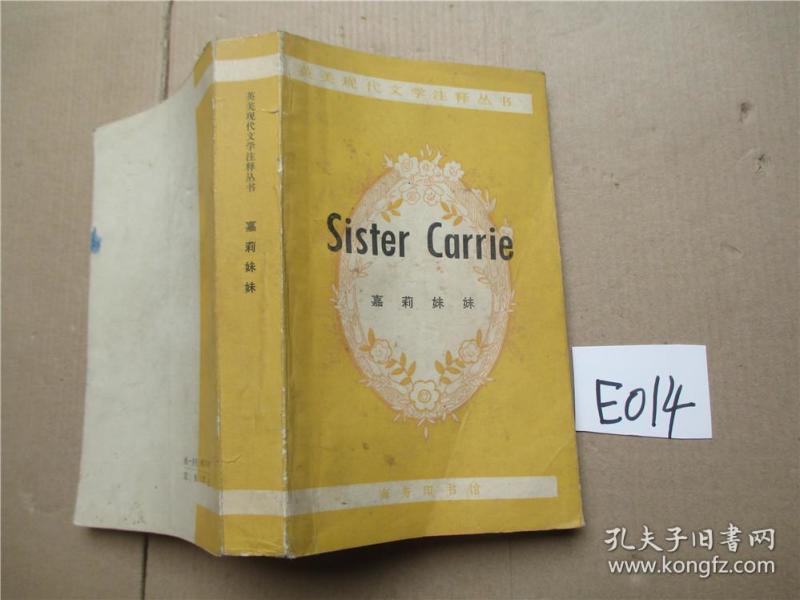 英美现代文学注释丛书
Sister Carrie
嘉莉妹妹
商务印书馆
英美现代文学注释丛书
嘉莉妹妹
E014
孔夫子旧书网
www.kongfz.com